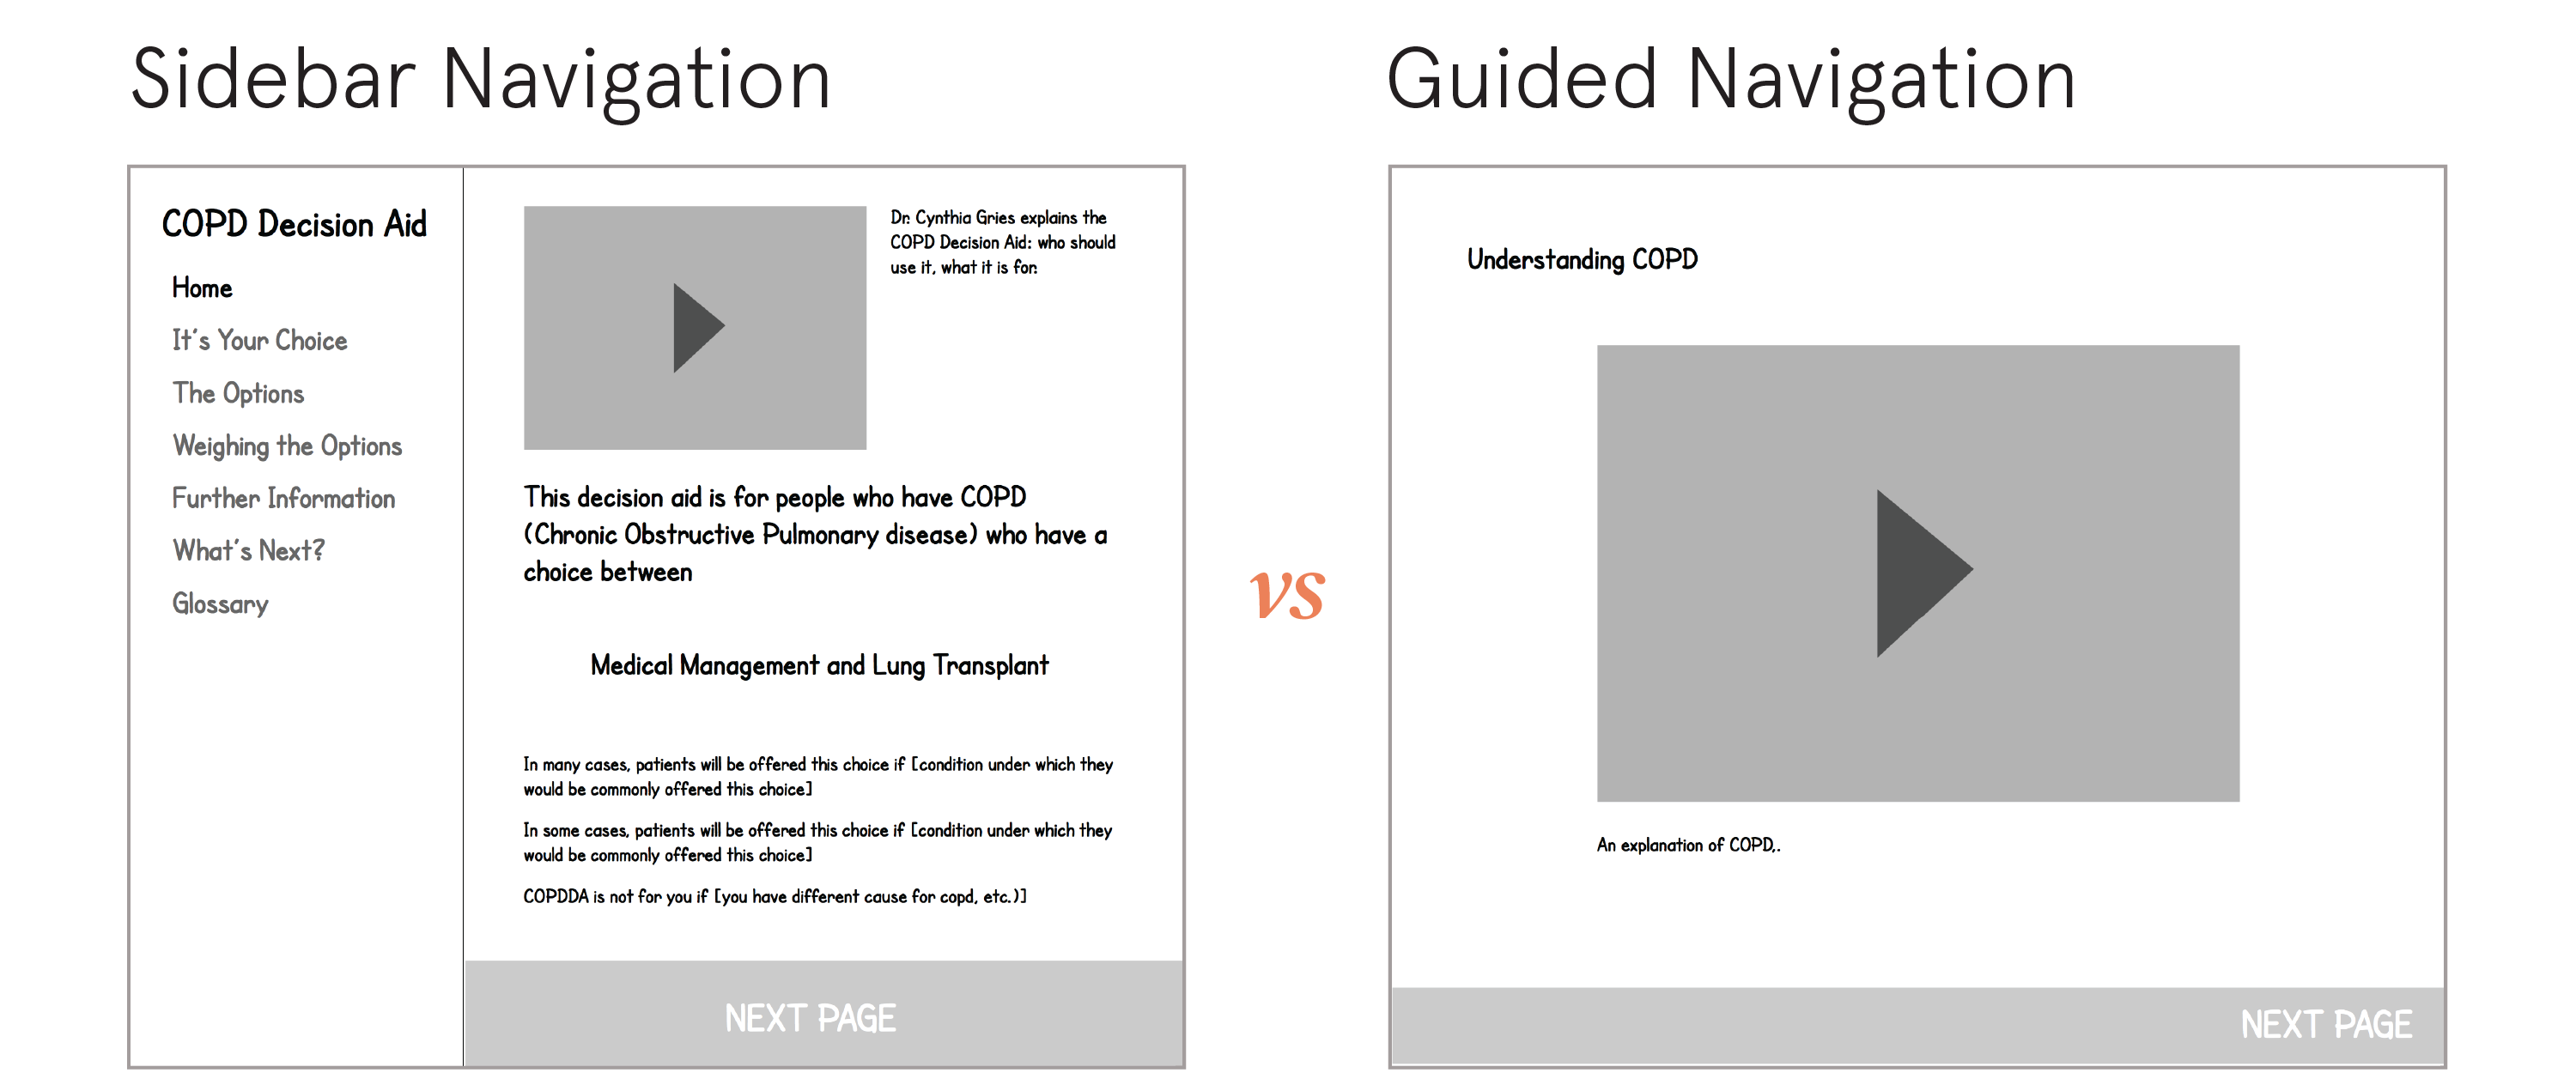 Sidebar Navigation
COPD Decision Aid
Home
It's Your Choice
The Options
Weighing the Options
Further Information
What's Next?
Glossary
Dr. Cynthia Gries explains the
COPD Decision Aid: who should
use it, what it is for.
This decision aid is for people who have COPD
(Chronic Obstructive Pulmonary disease) who have a
choice between
Medical Management and Lung Transplant
In many cases, patients will be offered this choice if [condition under which they
would be commonly offered this choice]
In some cases, patients will be offered this choice if [condition under which they
would be commonly offered this choice]
COPDDA is not for you if [you have different cause for copd, etc.)]
NEXT PAGE
vs
Guided Navigation
Understanding COPD
An explanation of COPD,.
NEXT PAGE